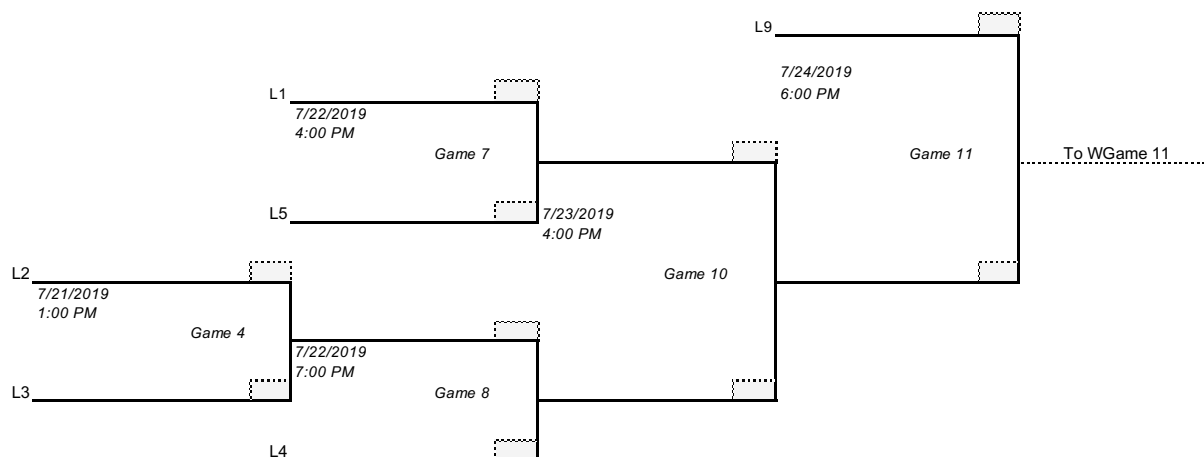 L9
7/24/2019
6:00 PM
L1
7/22/2019
4:00 PM
Game 7
Game 11
To WGame 11
L5
7/23/2019
4:00 PM
L2
7/21/2019
1:00 PM
Game 10
Game 4
7/22/2019
7:00 PM
L3
Game 8
L4